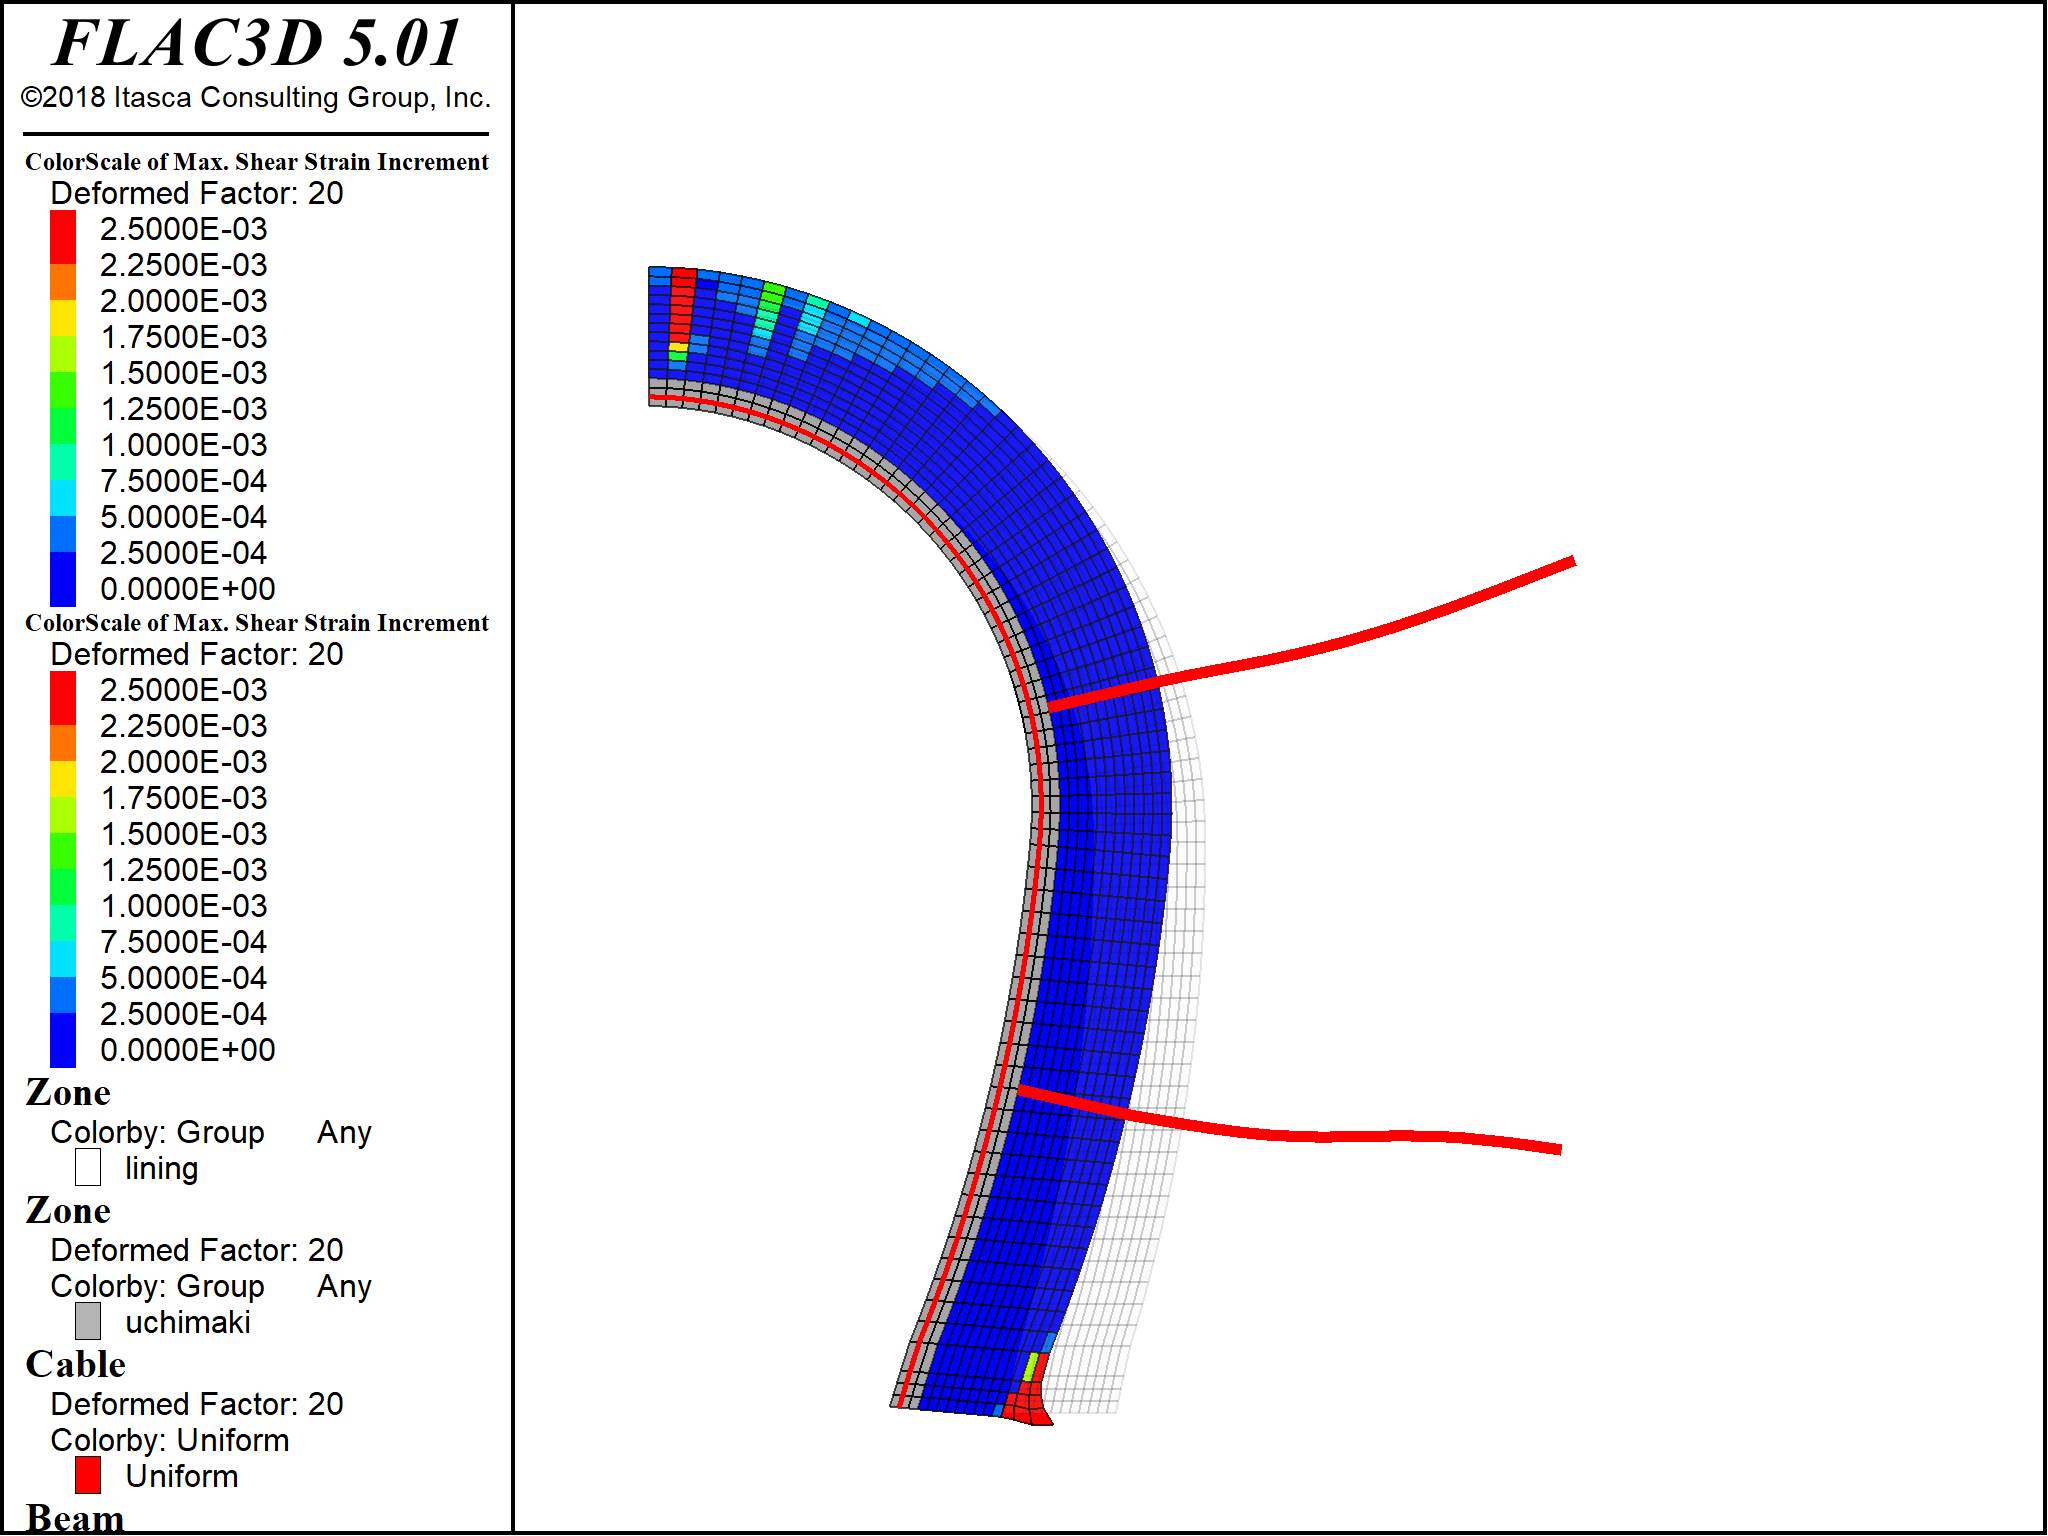 FLAC3D 5.01
©2018 Itasca Consulting Group, Inc.
ColorScale of Max. Shear Strain Increment
Deformed Factor: 20
2.5000E-03
2.2500E-03
2.0000E-03
1.7500E-03
1.5000E-03
1.2500E-03
1.0000E-03
7.5000E-04
5.0000E-04
2.5000E-04
0.0000E+00
ColorScale of Max. Shear Strain Increment
Deformed Factor: 20
2.5000E-03
2.2500E-03
2.0000E-03
1.7500E-03
1.5000E-03
1.2500E-03
1.0000E-03
7.5000E-04
5.0000E-04
2.5000E-04
0.0000E+00
Zone
Colorby: Group Any
lining
Zone
Deformed Factor: 20
Colorby: Group Any
uchimaki
Cable
Deformed Factor: 20
Colorby: Uniform
Uniform
Beam